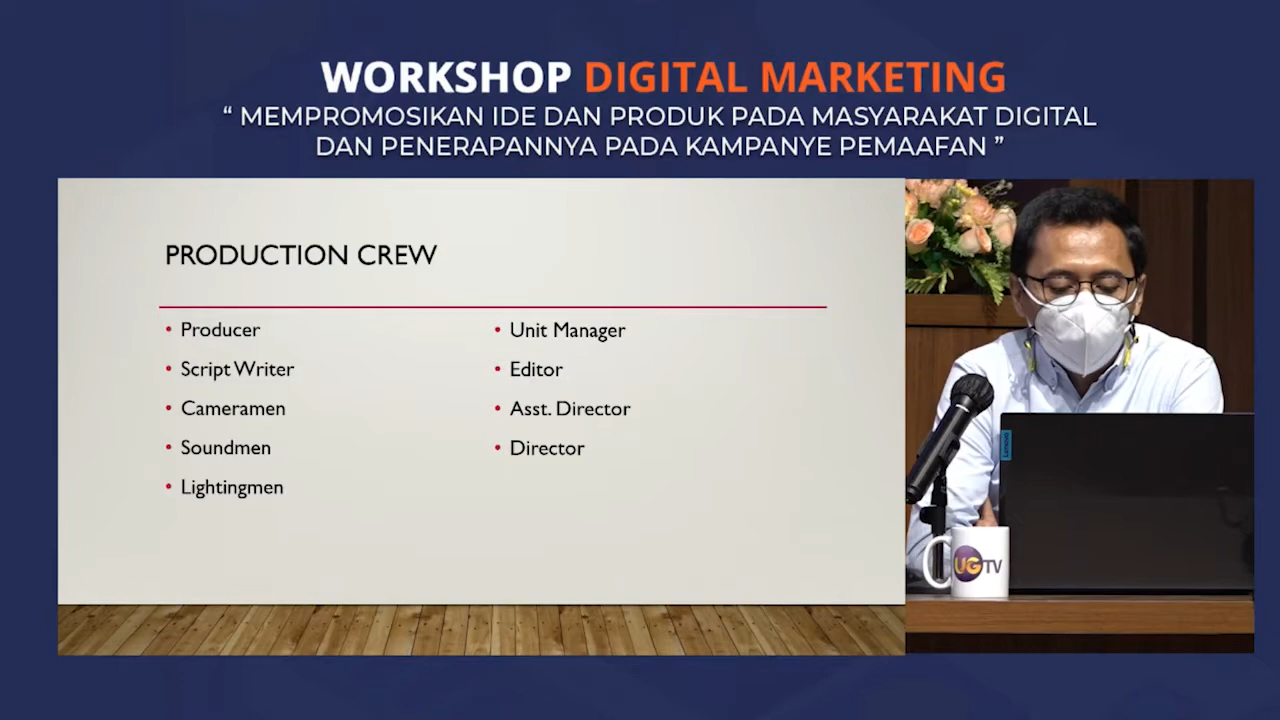 WORKSHOP DIGITAL MARKETING
“ MEMPROMOSIKAN IDE DAN PRODUK PADA MASYARAKAT DIGITAL
DAN PENERAPANNYA PADA KAMPANYE PEMAAFAN ”
PRODUCTION CREW
• Producer
• Script Writer
• Cameramen
• Soundmen
• Lightingmen
• Unit Manager
• Editor
• Asst. Director
• Director
Lenovo
UGTV